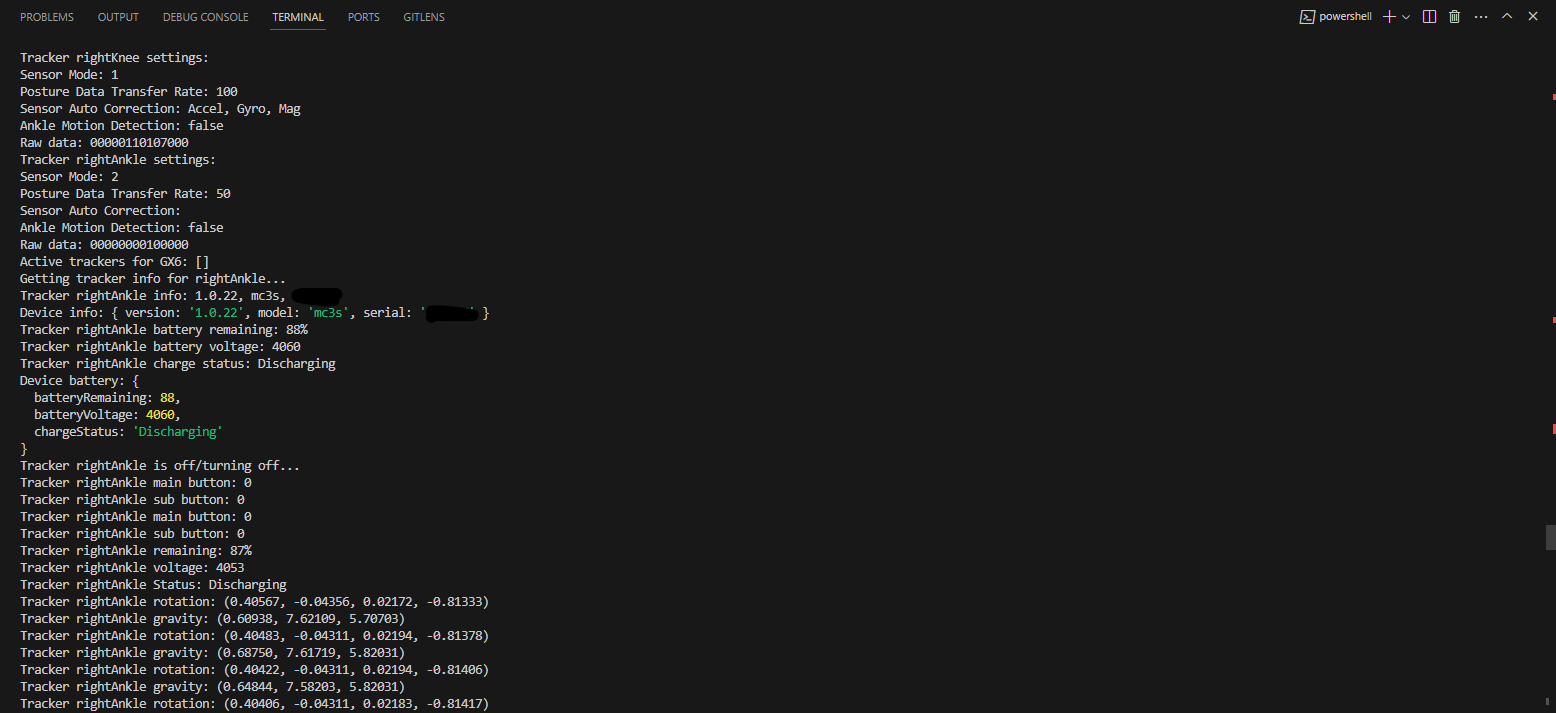 PROBLEMS OUTPUT DEBUG CONSOLE TERMINAL PORTS GITLENS powershell
Tracker rightKnee settings:
Sensor Mode: 1
Posture Data Transfer Rate: 100
Sensor Auto Correction: Accel, Gyro, Mag
Ankle Motion Detection: false
Raw data: 00000110107000
Tracker rightAnkle settings:
Sensor Mode: 2
Posture Data Transfer Rate: 50
Sensor Auto Correction:
Ankle Motion Detection: false
Raw data: 00000000100000
Active trackers for GX6: []
Getting tracker info for rightAnkle...
Tracker rightAnkle info: 1.0.22, mc3s,
Device info: { version: '1.0.22', model: 'mc3s', serial: ' ' }
Tracker rightAnkle battery remaining: 88%
Tracker rightAnkle battery voltage: 4060
Tracker rightAnkle charge status: Discharging
Device battery: {
  batteryRemaining: 88,
  batteryVoltage: 4060,
  chargeStatus: 'Discharging'
}
Tracker rightAnkle is off/turning off...
Tracker rightAnkle main button: 0
Tracker rightAnkle sub button: 0
Tracker rightAnkle main button: 0
Tracker rightAnkle sub button: 0
Tracker rightAnkle remaining: 87%
Tracker rightAnkle voltage: 4053
Tracker rightAnkle Status: Discharging
Tracker rightAnkle rotation: (0.40567, -0.04356, 0.02172, -0.81333)
Tracker rightAnkle gravity: (0.60938, 7.62109, 5.70703)
Tracker rightAnkle rotation: (0.40483, -0.04311, 0.02194, -0.81378)
Tracker rightAnkle gravity: (0.68750, 7.61719, 5.82031)
Tracker rightAnkle rotation: (0.40422, -0.04311, 0.02194, -0.81406)
Tracker rightAnkle gravity: (0.64844, 7.58203, 5.82031)
Tracker rightAnkle rotation: (0.40406, -0.04311, 0.02183, -0.81417)